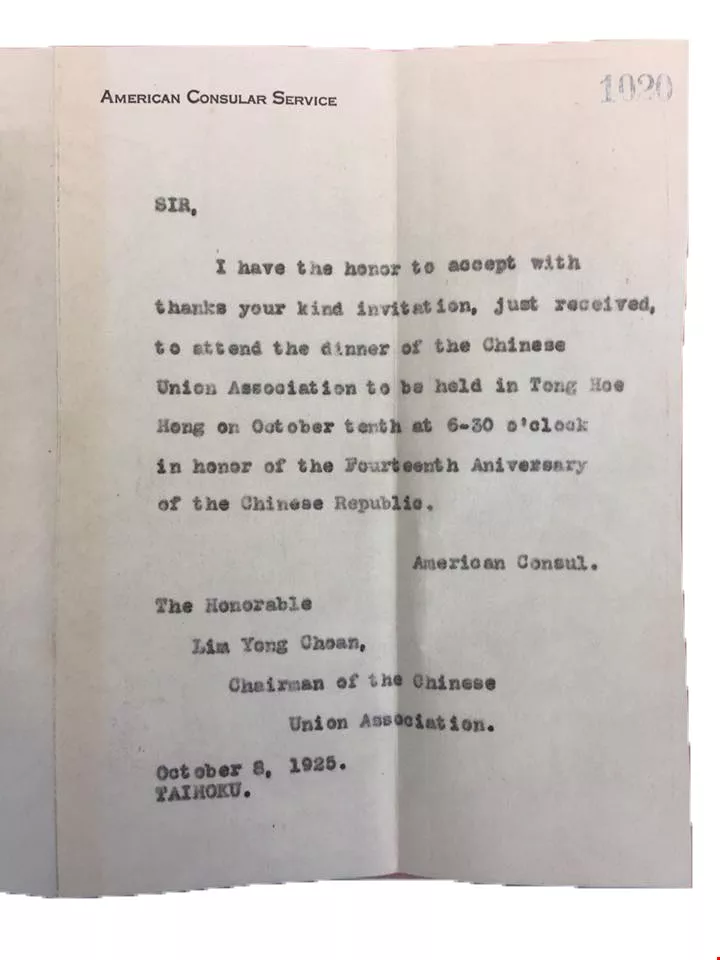 AMERICAN CONSULAR SERVICE
1020
SIR,
I have the honor to accept with
thanks your kind invitation, just received,
to attend the dinner of the Chinese
Union Association to be held in Tong Hoe
Hong on October tenth at 6-30 o'clock
in honor of the Fourteenth Aniversary
of the Chinese Republic.
American Consul.
The Honorable
Lim Yong Choan,
Chairman of the Chinese
Union Association.
October 8, 1925.
TAIHOKU.